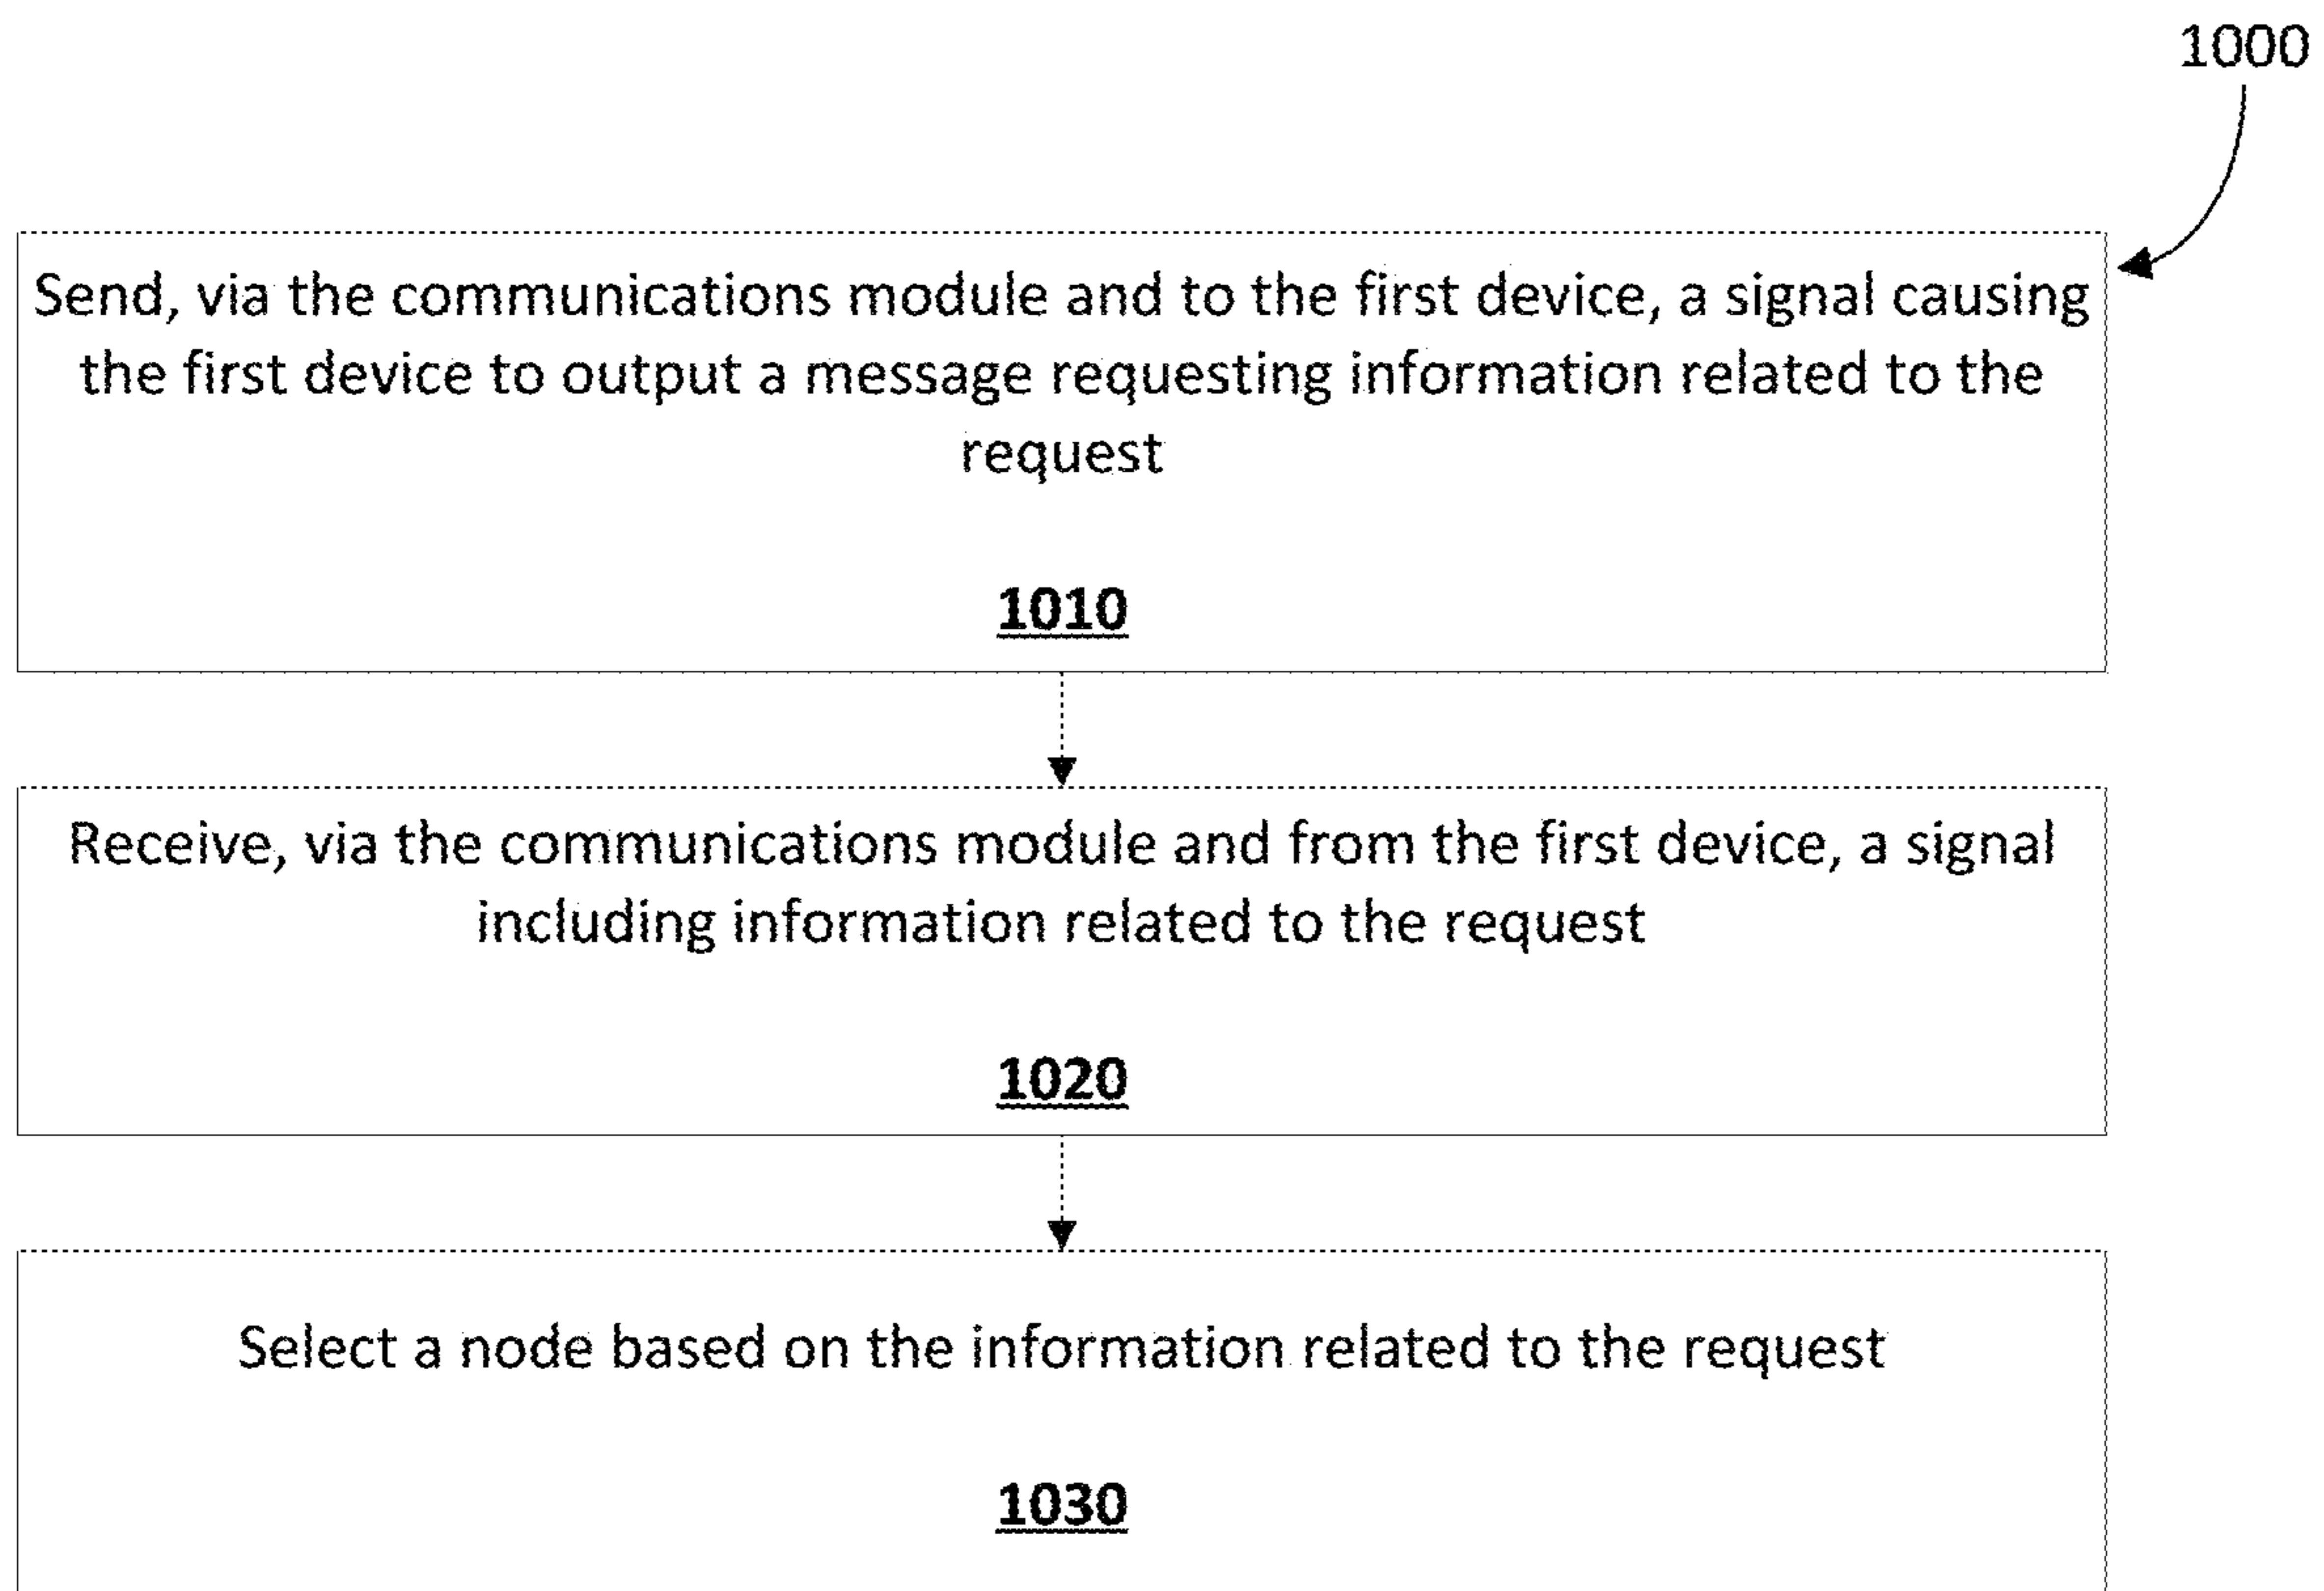 1000
Send, via the communications module and to the first device, a signal causing
the first device to output a message requesting information related to the
request
1010
Receive, via the communications module and from the first device, a signal
including information related to the request
1020
Select a node based on the information related to the request
1030